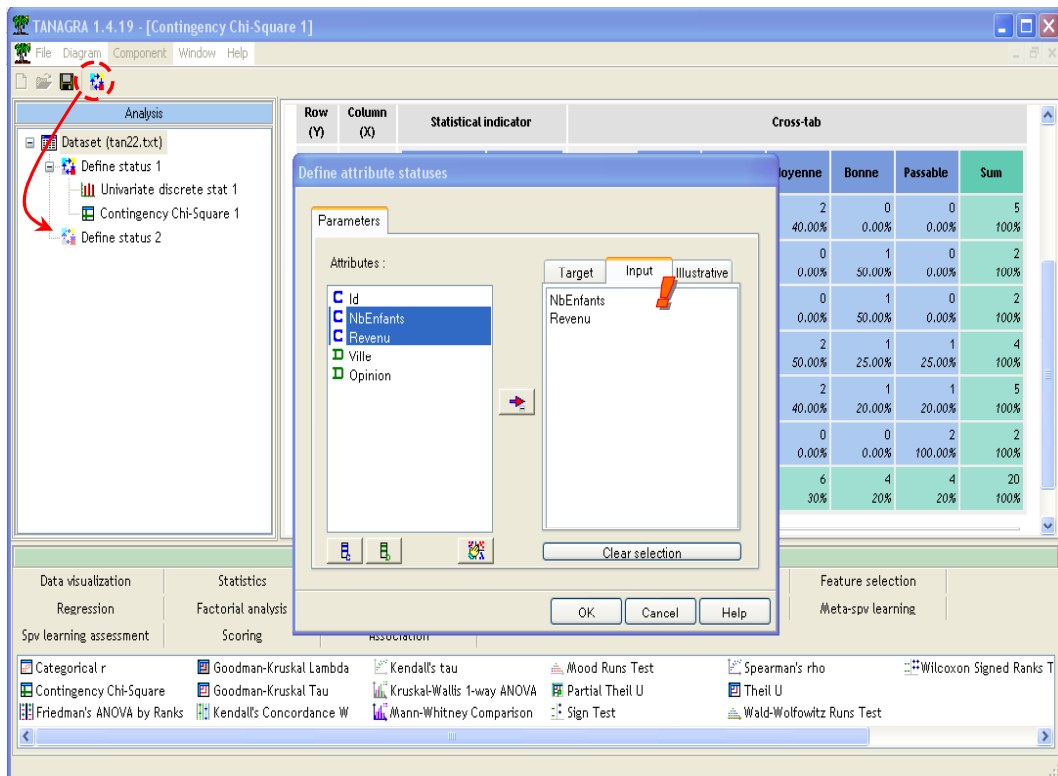 TANAGRA 1.4.19 - [Contingency Chi-Square 1]
File Diagram Component Window Help
Analysis
Dataset (tan22.txt)
Define status 1
Univariate discrete stat 1
Contingency Chi-Square 1
Define status 2
Row (Y) Column (X) Statistical indicator Cross-tab
oyenne Bonne Passable Sum
2 0 0 5
40.00% 0.00% 0.00% 100%
0 1 0 2
0.00% 50.00% 0.00% 100%
0 1 0 2
0.00% 50.00% 0.00% 100%
2 1 1 4
50.00% 25.00% 25.00% 100%
2 1 1 5
40.00% 20.00% 20.00% 100%
0 0 2 2
0.00% 0.00% 100.00% 100%
6 4 4 20
30% 20% 20% 100%
Define attribute statuses
Parameters
Attributes :
C Id
C NbEnfants
C Revenu
D Ville
D Opinion
Target Input Illustrative
!
NbEnfants
Revenu
Clear selection
OK Cancel Help
Data visualization Statistics Feature selection
Regression Factorial analysis Meta-spv learning
Spv learning assessment Scoring Association
Categorical r Goodman-Kruskal Lambda Kendall's tau Mood Runs Test Spearman's rho Wilcoxon Signed Ranks T
Contingency Chi-Square Goodman-Kruskal Tau Kruskal-Wallis 1-way ANOVA Partial Theil U Theil U
Friedman's ANOVA by Ranks Kendall's Concordance W Mann-Whitney Comparison Sign Test Wald-Wolfowitz Runs Test